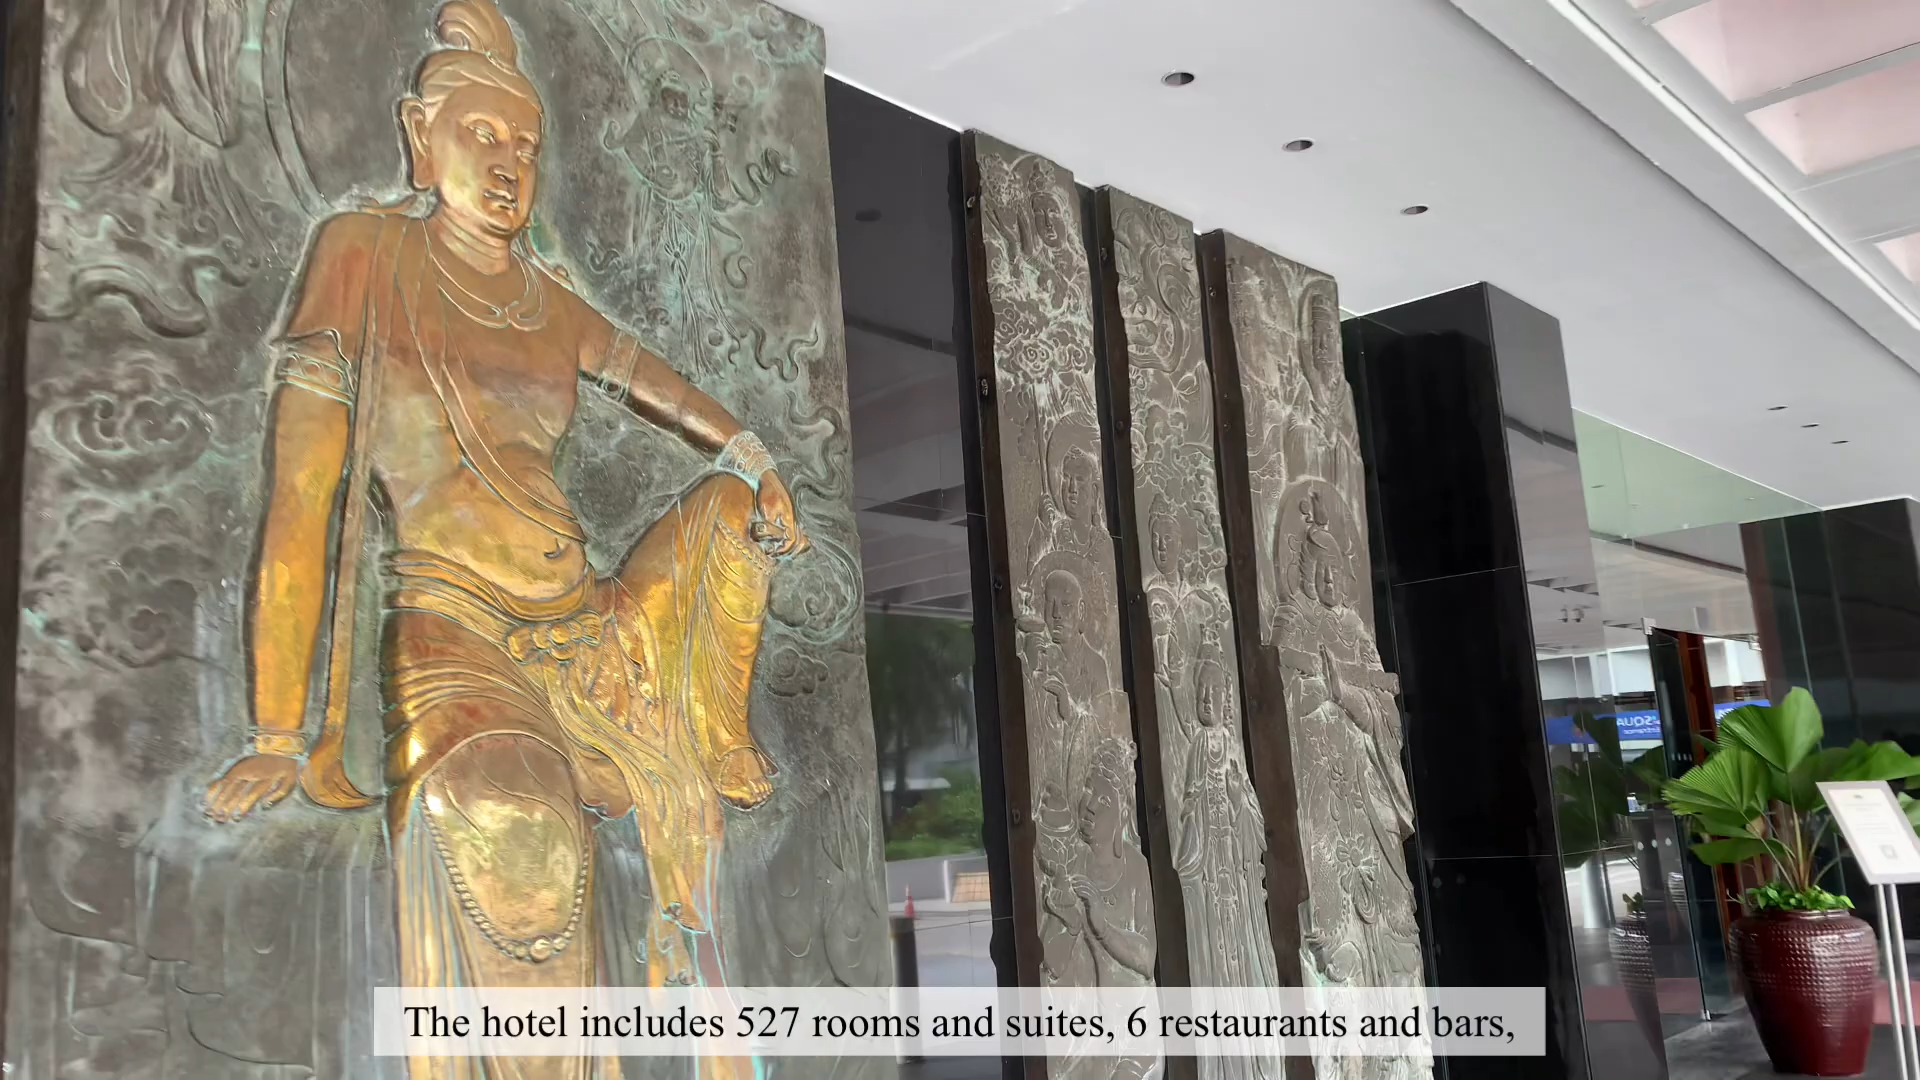 The hotel includes 527 rooms and suites, 6 restaurants and bars,